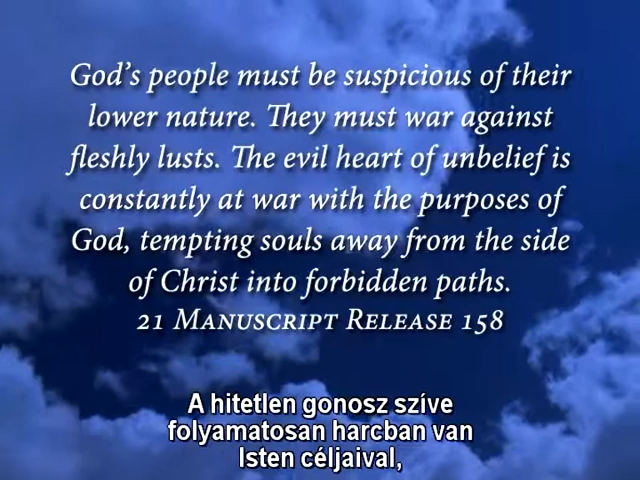 God's people must be suspicious of their
lower nature. They must war against
fleshly lusts. The evil heart of unbelief is
constantly at war with the purposes of
God, tempting souls away from the side
of Christ into forbidden paths.
21 Manuscript Release 158
A hitetlen gonosz szíve
folyamatosan harcban van
Isten céljaival,